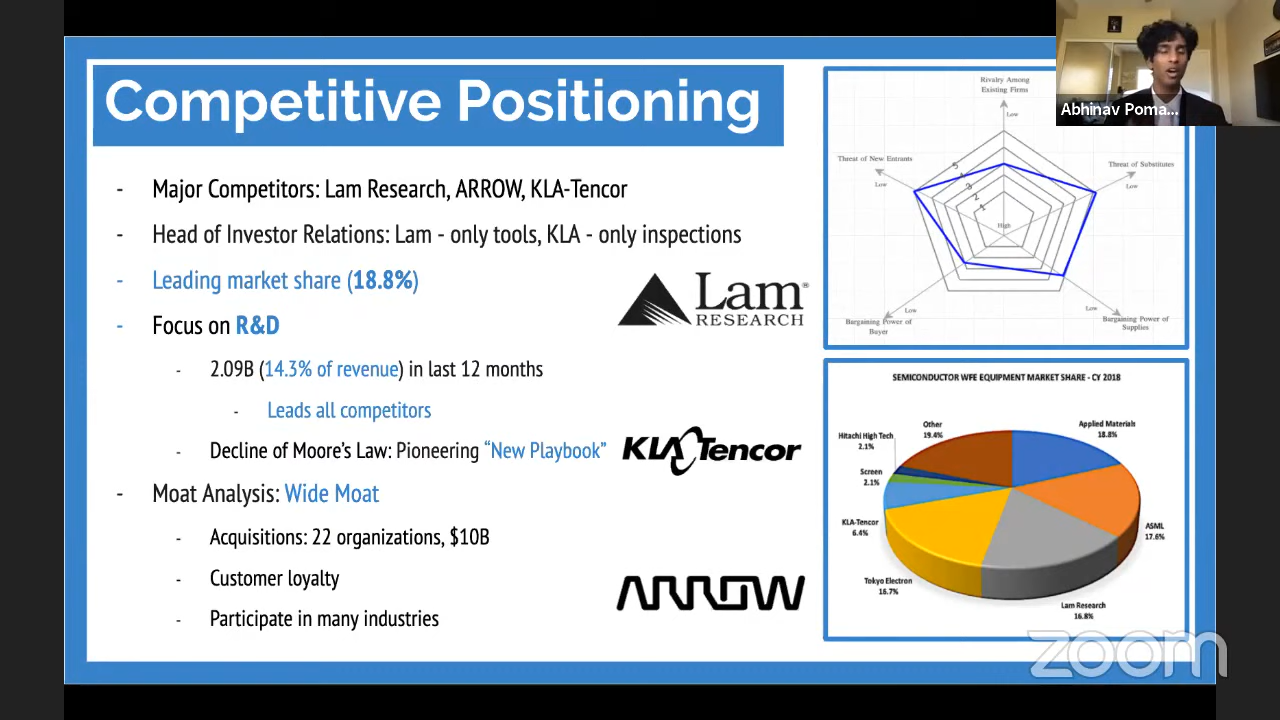 Competitive Positioning
- Major Competitors: Lam Research, ARROW, KLA-Tencor
- Head of Investor Relations: Lam - only tools, KLA - only inspections
- Leading market share (18.8%)
- Focus on R&D
- 2.09B (14.3% of revenue) in last 12 months
- Leads all competitors
- Decline of Moore's Law: Pioneering "New Playbook"
- Moat Analysis: Wide Moat
- Acquisitions: 22 organizations, $10B
- Customer loyalty
- Participate in many industries
Lam
RESEARCH
KLA Tencor
ARROW
Rivalry Among
Existing Firms
Low
Threat of New Entrants
Low
Threat of Substitutes
Low
5
4
3
2
1
High
Low
Bargaining Power of
Buyer
Low
Bargaining Power of
Supplies
SEMICONDUCTOR WFE EQUIPMENT MARKET SHARE - CY 2018
Applied Materials
18.8%
ASML
17.6%
Lam Research
16.8%
Tokyo Electron
16.7%
KLA-Tencor
6.4%
Screen
2.1%
Hitachi High Tech
2.1%
Other
19.4%
Abhinav Poma...
zoom